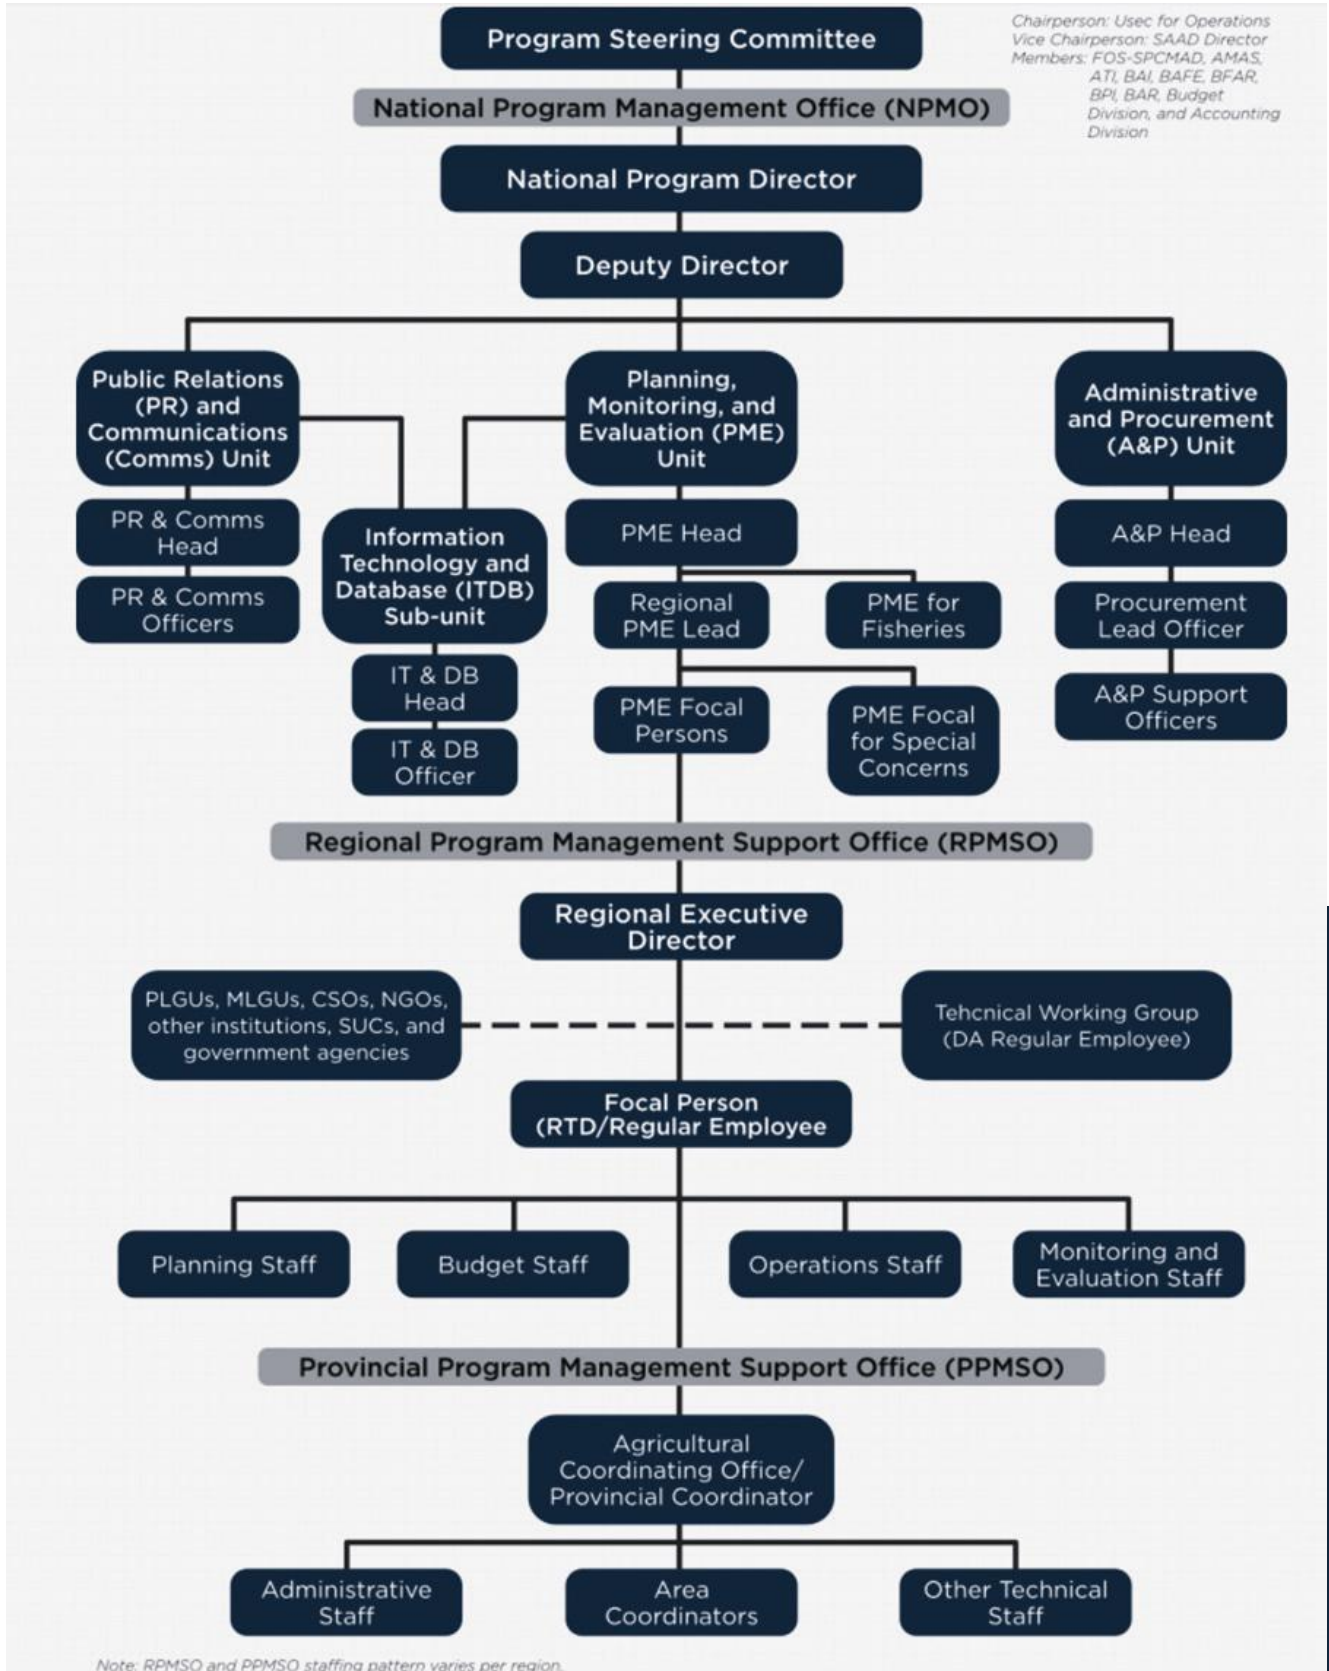 Program Steering Committee
Chairperson: Usec for Operations
Vice Chairperson: SAAD Director
Members: FOS-SPCMAD, AMAS,
ATI, BAI, BAFE, BFAR,
BPI, BAR, Budget
Division, and Accounting
Division
National Program Management Office (NPMO)
National Program Director
Deputy Director
Public Relations
(PR) and
Communications
(Comms) Unit
Planning,
Monitoring, and
Evaluation (PME)
Unit
Administrative
and Procurement
(A&P) Unit
PR & Comms
Head
PR & Comms
Officers
Information
Technology and
Database (ITDB)
Sub-unit
IT & DB
Head
IT & DB
Officer
PME Head
Regional
PME Lead
PME for
Fisheries
PME Focal
Persons
PME Focal
for Special
Concerns
A&P Head
Procurement
Lead Officer
A&P Support
Officers
Regional Program Management Support Office (RPMSO)
Regional Executive
Director
PLGUs, MLGUs, CSOs, NGOs,
other institutions, SUCs, and
government agencies
Tehcnical Working Group
(DA Regular Employee)
Focal Person
(RTD/Regular Employee
Planning Staff
Budget Staff
Operations Staff
Monitoring and
Evaluation Staff
Provincial Program Management Support Office (PPMSO)
Agricultural
Coordinating Office/
Provincial Coordinator
Administrative
Staff
Area
Coordinators
Other Technical
Staff
Note: RPMSO and PPMSO staffing pattern varies per region.